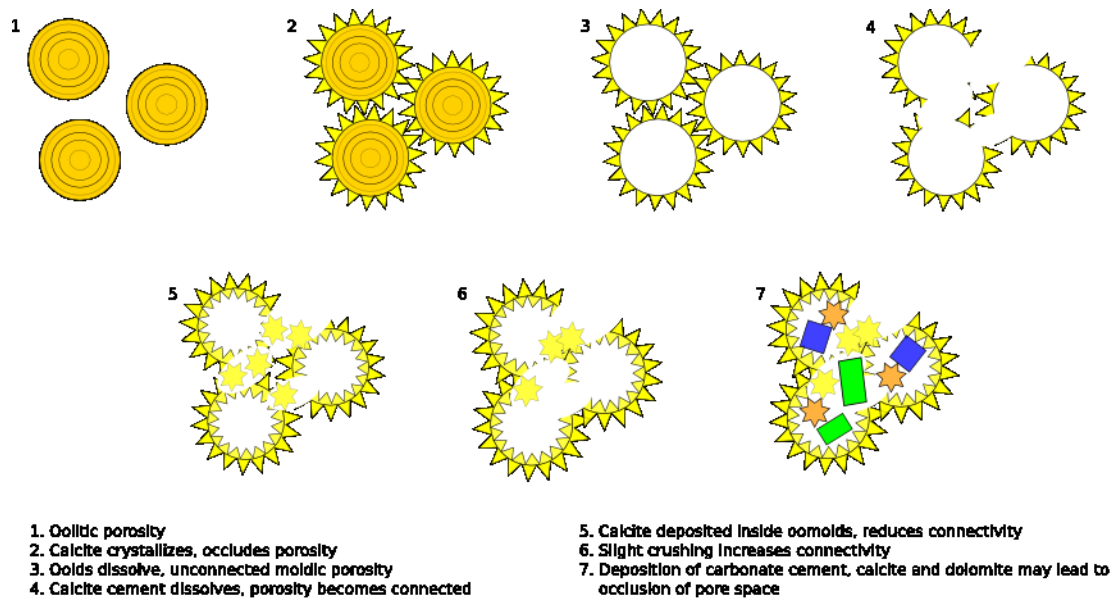 1
2
3
4
5
6
7
1. Oolitic porosity
2. Calcite crystallizes, occludes porosity
3. Ooids dissolve, unconnected moldic porosity
4. Calcite cement dissolves, porosity becomes connected
5. Calcite deposited inside oomoids, reduces connectivity
6. Slight crushing increases connectivity
7. Deposition of carbonate cement, calcite and dolomite may lead to
occlusion of pore space